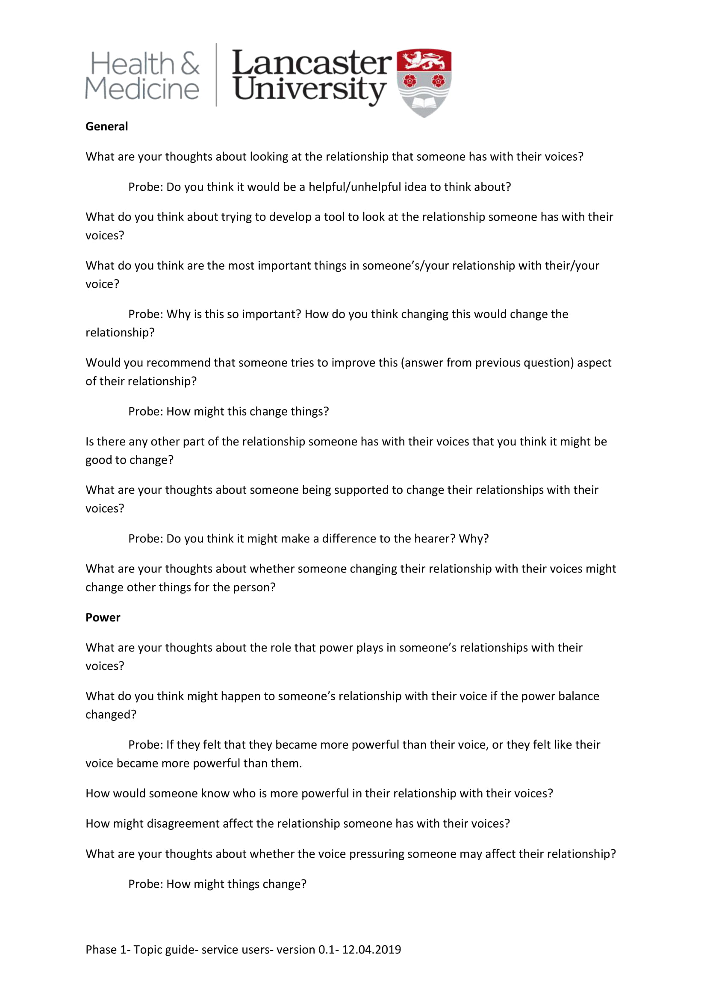 Health &
Medicine
Lancaster
University
General
What are your thoughts about looking at the relationship that someone has with their voices?
Probe: Do you think it would be a helpful/unhelpful idea to think about?
What do you think about trying to develop a tool to look at the relationship someone has with their
voices?
What do you think are the most important things in someone’s/your relationship with their/your
voice?
Probe: Why is this so important? How do you think changing this would change the
relationship?
Would you recommend that someone tries to improve this (answer from previous question) aspect
of their relationship?
Probe: How might this change things?
Is there any other part of the relationship someone has with their voices that you think it might be
good to change?
What are your thoughts about someone being supported to change their relationships with their
voices?
Probe: Do you think it might make a difference to the hearer? Why?
What are your thoughts about whether someone changing their relationship with their voices might
change other things for the person?
Power
What are your thoughts about the role that power plays in someone’s relationships with their
voices?
What do you think might happen to someone’s relationship with their voice if the power balance
changed?
Probe: If they felt that they became more powerful than their voice, or they felt like their
voice became more powerful than them.
How would someone know who is more powerful in their relationship with their voices?
How might disagreement affect the relationship someone has with their voices?
What are your thoughts about whether the voice pressuring someone may affect their relationship?
Probe: How might things change?
Phase 1- Topic guide- service users- version 0.1- 12.04.2019